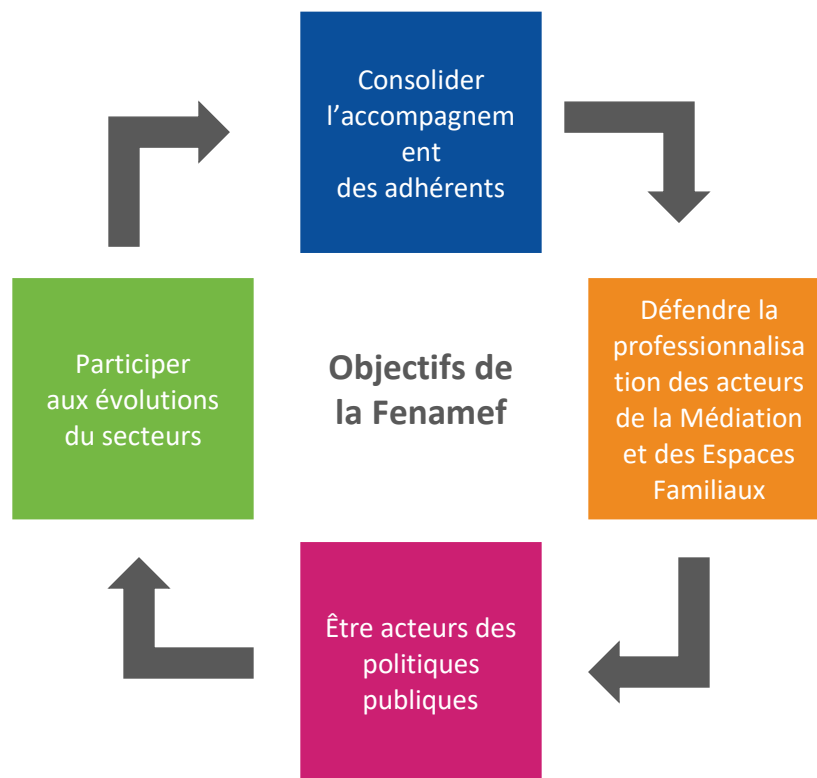 Consolider
l’accompagnem
ent
des adhérents
Défendre la
professionnalisa
tion des acteurs
de la Médiation
et des Espaces
Familiaux
Participer
aux évolutions
du secteurs
Objectifs de
la Fenamef
Être acteurs des
politiques
publiques